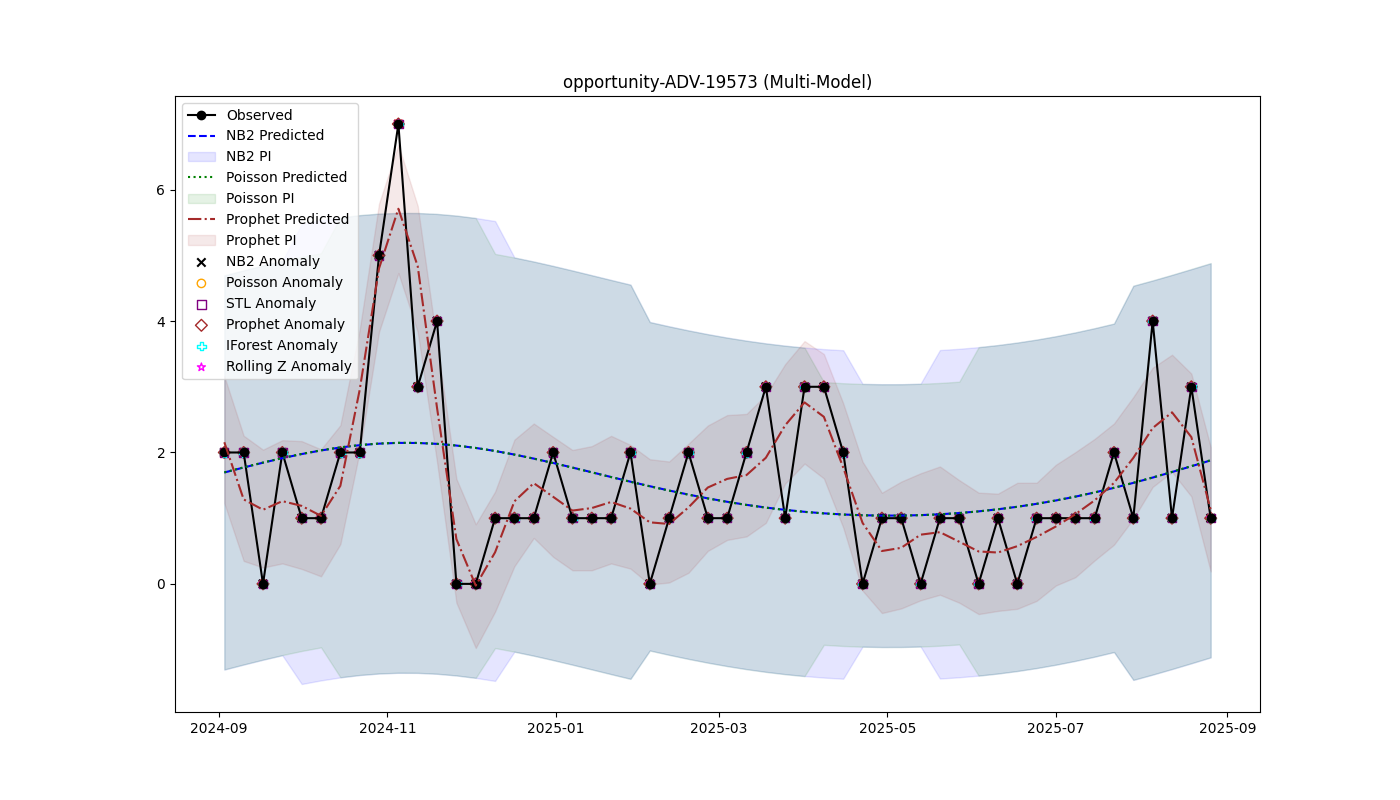 opportunity-ADV-19573 (Multi-Model)
Observed
NB2 Predicted
NB2 PI
Poisson Predicted
Poisson PI
Prophet Predicted
Prophet PI
NB2 Anomaly
Poisson Anomaly
STL Anomaly
Prophet Anomaly
IForest Anomaly
Rolling Z Anomaly
6
4
2
0
2024-09 2024-11 2025-01 2025-03 2025-05 2025-07 2025-09